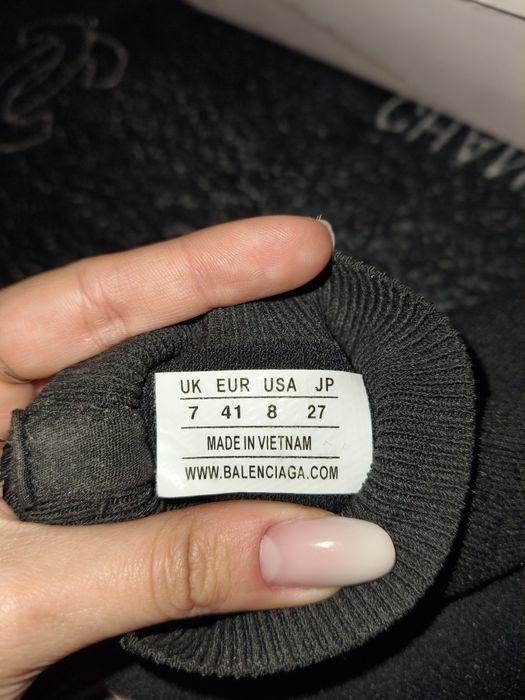 UK EUR USA JP
7 41 8 27
MADE IN VIETNAM
WWW.BALENCIAGA.COM